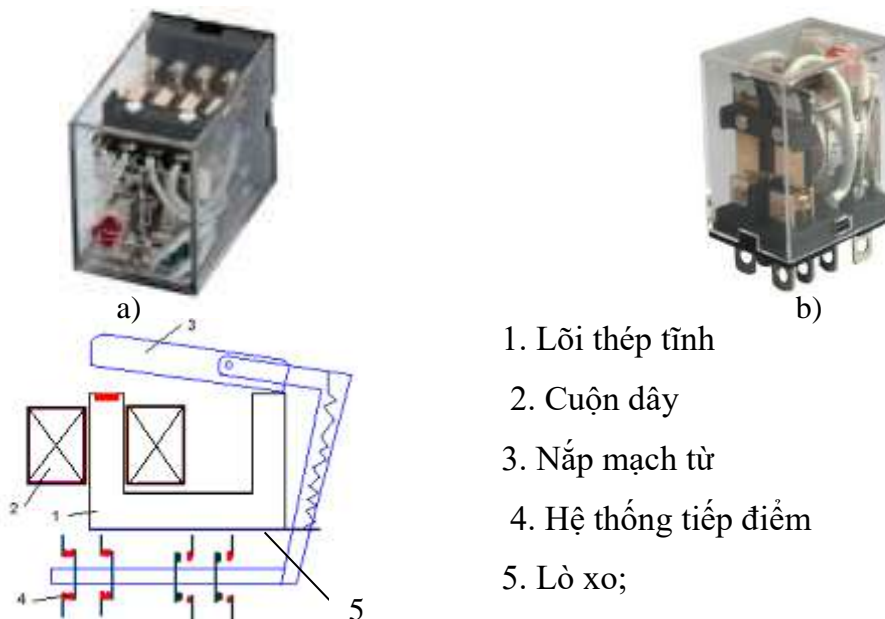 a)
b)
3
2
1
4
5
1. Lõi thép tĩnh
2. Cuộn dây
3. Nắp mạch từ
4. Hệ thống tiếp điểm
5. Lò xo;